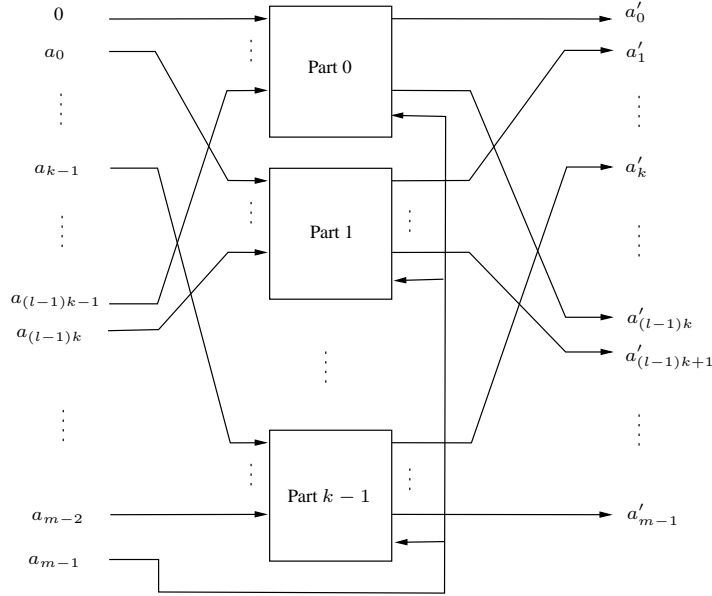 0
a_0
a_{k−1}
a_{(l−1)k−1}
a_{(l−1)k}
a_{m−2}
a_{m−1}
Part 0
Part 1
Part k − 1
a′_0
a′_1
a′_k
a′_{(l−1)k}
a′_{(l−1)k+1}
a′_{m−1}